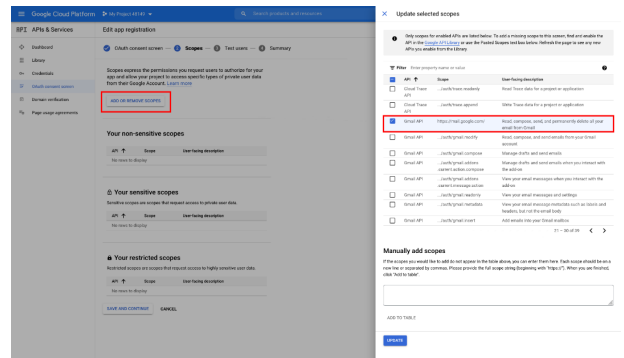 Google Cloud Platform
My Project 40149
Search products and resources
API APIs & Services
Dashboard
Library
Credentials
OAuth consent screen
Domain verification
Page usage agreements
Edit app registration
OAuth consent screen — 2 Scopes — 3 Test users — 4 Summary
Scopes express the permissions you request users to authorize for your
app and allow your project to access specific types of private user data
from their Google Account. Learn more
ADD OR REMOVE SCOPES
Your non-sensitive scopes
API Scope User-facing description
No rows to display
Your sensitive scopes
Sensitive scopes are scopes that request access to private user data.
API Scope User-facing description
No rows to display
Your restricted scopes
Restricted scopes are scopes that request access to highly sensitive user data.
API Scope User-facing description
No rows to display
SAVE AND CONTINUE CANCEL
Update selected scopes
Only scopes for enabled APIs are listed below. To add a missing scope to this screen, find and enable the
API in the Google API Library or use the Pasted Scopes text box below. Refresh the page to see any new
APIs you enable from the Library.
Filter Enter property name or value
API Scope User-facing description
Cloud Trace API .../auth/trace.readonly Read Trace data for a project or application
Cloud Trace API .../auth/trace.append Write Trace data for a project or application
Gmail API https://mail.google.com/ Read, compose, send, and permanently delete all your
email from Gmail
Gmail API .../auth/gmail.modify Read, compose, and send emails from your Gmail
account
Gmail API .../auth/gmail.compose Manage drafts and send emails
Gmail API .../auth/gmail.addons.current.action.compose Manage drafts and send emails when you interact with
the add-on
Gmail API .../auth/gmail.addons.current.message.action View your email messages when you interact with the
add-on
Gmail API .../auth/gmail.readonly View your email messages and settings
Gmail API .../auth/gmail.metadata View your email message metadata such as labels and
headers, but not the email body
Gmail API .../auth/gmail.insert Add emails into your Gmail mailbox
Manually add scopes
If the scopes you would like to add do not appear in the table above, you can enter them here. Each scope should be on a
new line or separated by commas. Please provide the full scope string (beginning with "https://"). When you are finished,
click "Add to table".
ADD TO TABLE
UPDATE